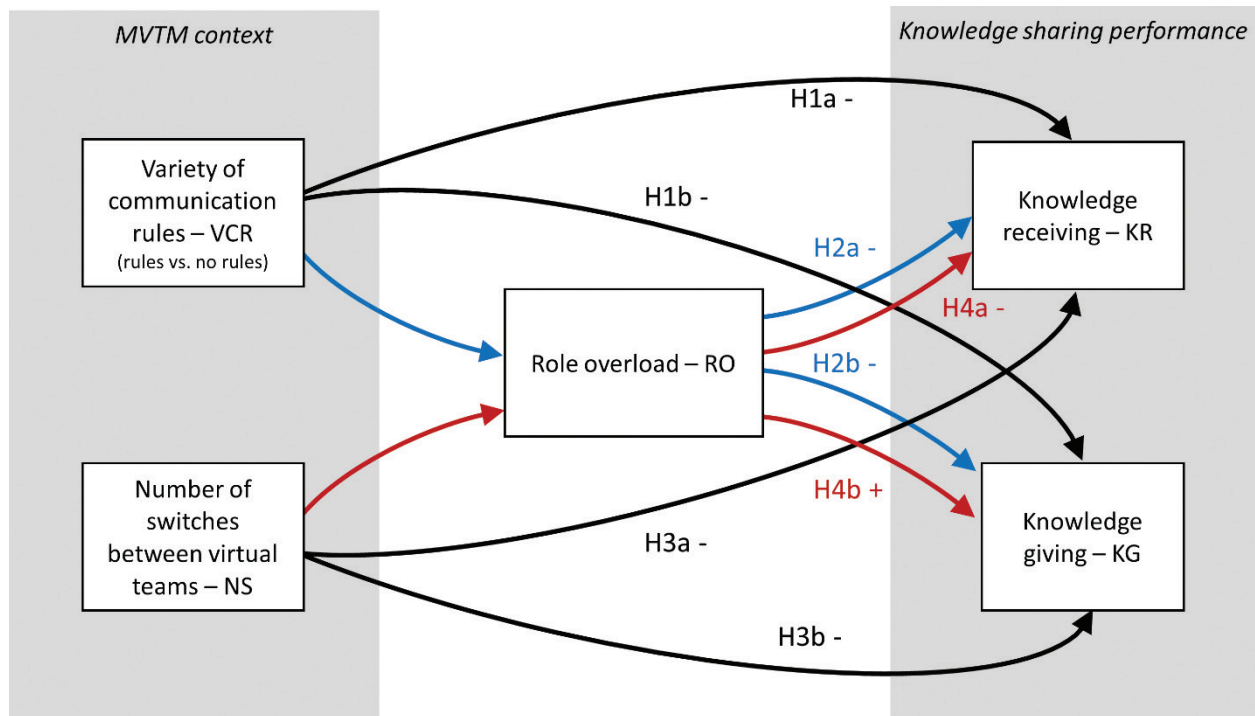 MVTM context
Knowledge sharing performance
H1a -
Variety of
communication
rules – VCR
(rules vs. no rules)
Knowledge
receiving – KR
H1b -
H2a -
H4a -
Role overload – RO
H2b -
Number of
switches
between virtual
teams – NS
H4b +
Knowledge
giving – KG
H3a -
H3b -